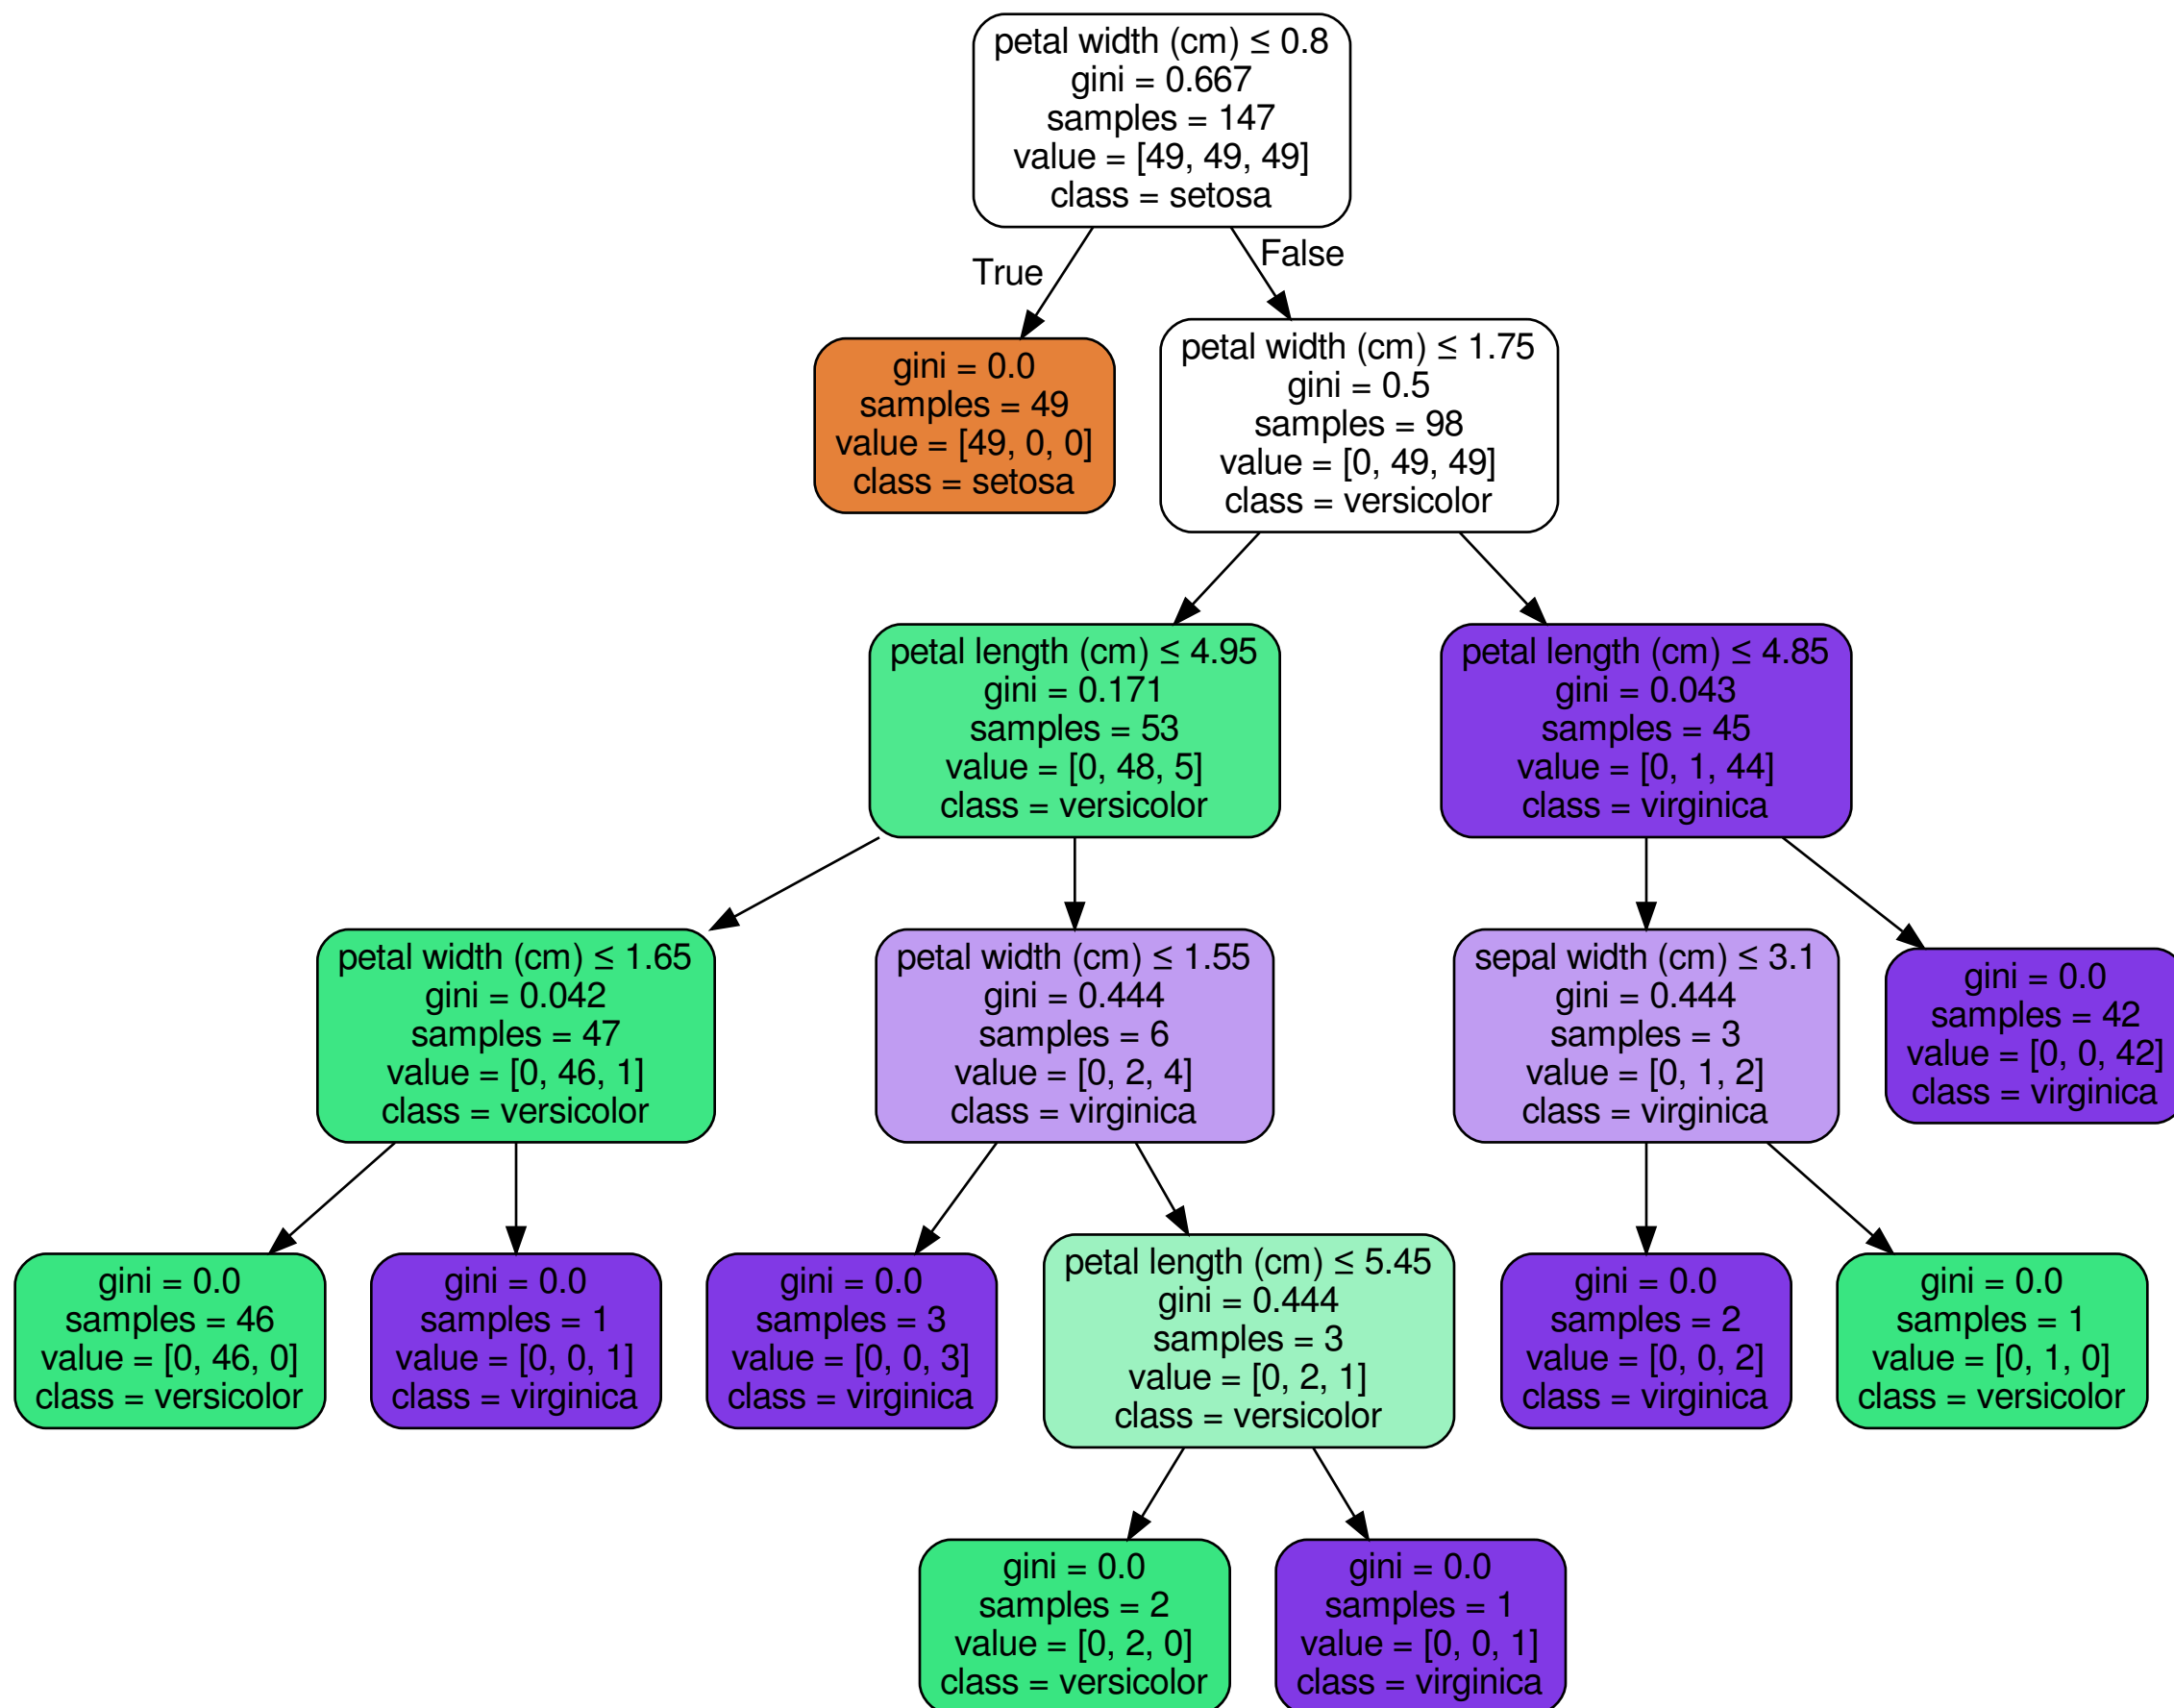 petal width (cm) ≤ 0.8
gini = 0.667
samples = 147
value = [49, 49, 49]
class = setosa
True
False
gini = 0.0
samples = 49
value = [49, 0, 0]
class = setosa
petal width (cm) ≤ 1.75
gini = 0.5
samples = 98
value = [0, 49, 49]
class = versicolor
petal length (cm) ≤ 4.95
gini = 0.171
samples = 53
value = [0, 48, 5]
class = versicolor
petal length (cm) ≤ 4.85
gini = 0.043
samples = 45
value = [0, 1, 44]
class = virginica
petal width (cm) ≤ 1.65
gini = 0.042
samples = 47
value = [0, 46, 1]
class = versicolor
petal width (cm) ≤ 1.55
gini = 0.444
samples = 6
value = [0, 2, 4]
class = virginica
sepal width (cm) ≤ 3.1
gini = 0.444
samples = 3
value = [0, 1, 2]
class = virginica
gini = 0.0
samples = 42
value = [0, 0, 42]
class = virginica
gini = 0.0
samples = 46
value = [0, 46, 0]
class = versicolor
gini = 0.0
samples = 1
value = [0, 0, 1]
class = virginica
gini = 0.0
samples = 3
value = [0, 0, 3]
class = virginica
petal length (cm) ≤ 5.45
gini = 0.444
samples = 3
value = [0, 2, 1]
class = versicolor
gini = 0.0
samples = 2
value = [0, 0, 2]
class = virginica
gini = 0.0
samples = 1
value = [0, 1, 0]
class = versicolor
gini = 0.0
samples = 2
value = [0, 2, 0]
class = versicolor
gini = 0.0
samples = 1
value = [0, 0, 1]
class = virginica